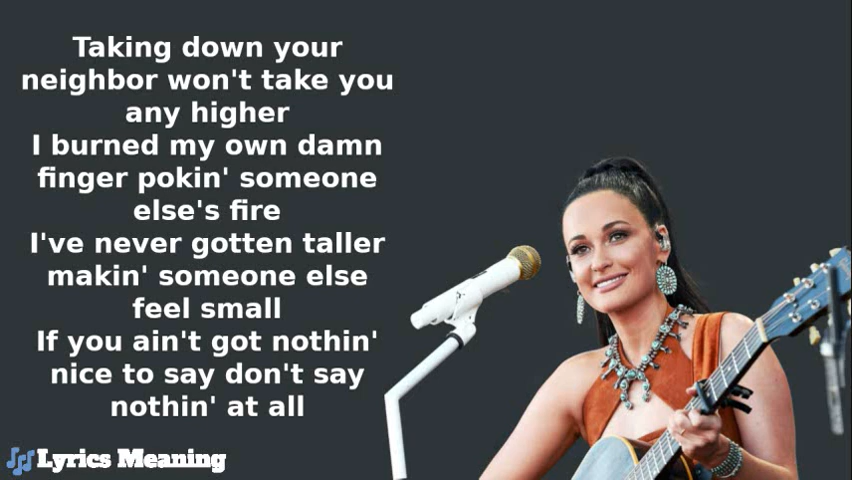 Taking down your
neighbor won't take you
any higher
I burned my own damn
finger pokin' someone
else's fire
I've never gotten taller
makin' someone else
feel small
If you ain't got nothin'
nice to say don't say
nothin' at all
Lyrics Meaning